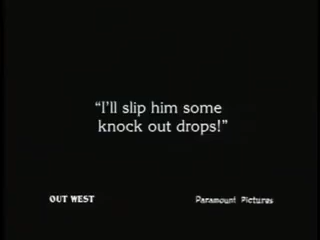 “I’ll slip him some
knock out drops!”
OUT WEST
Paramount Pictures